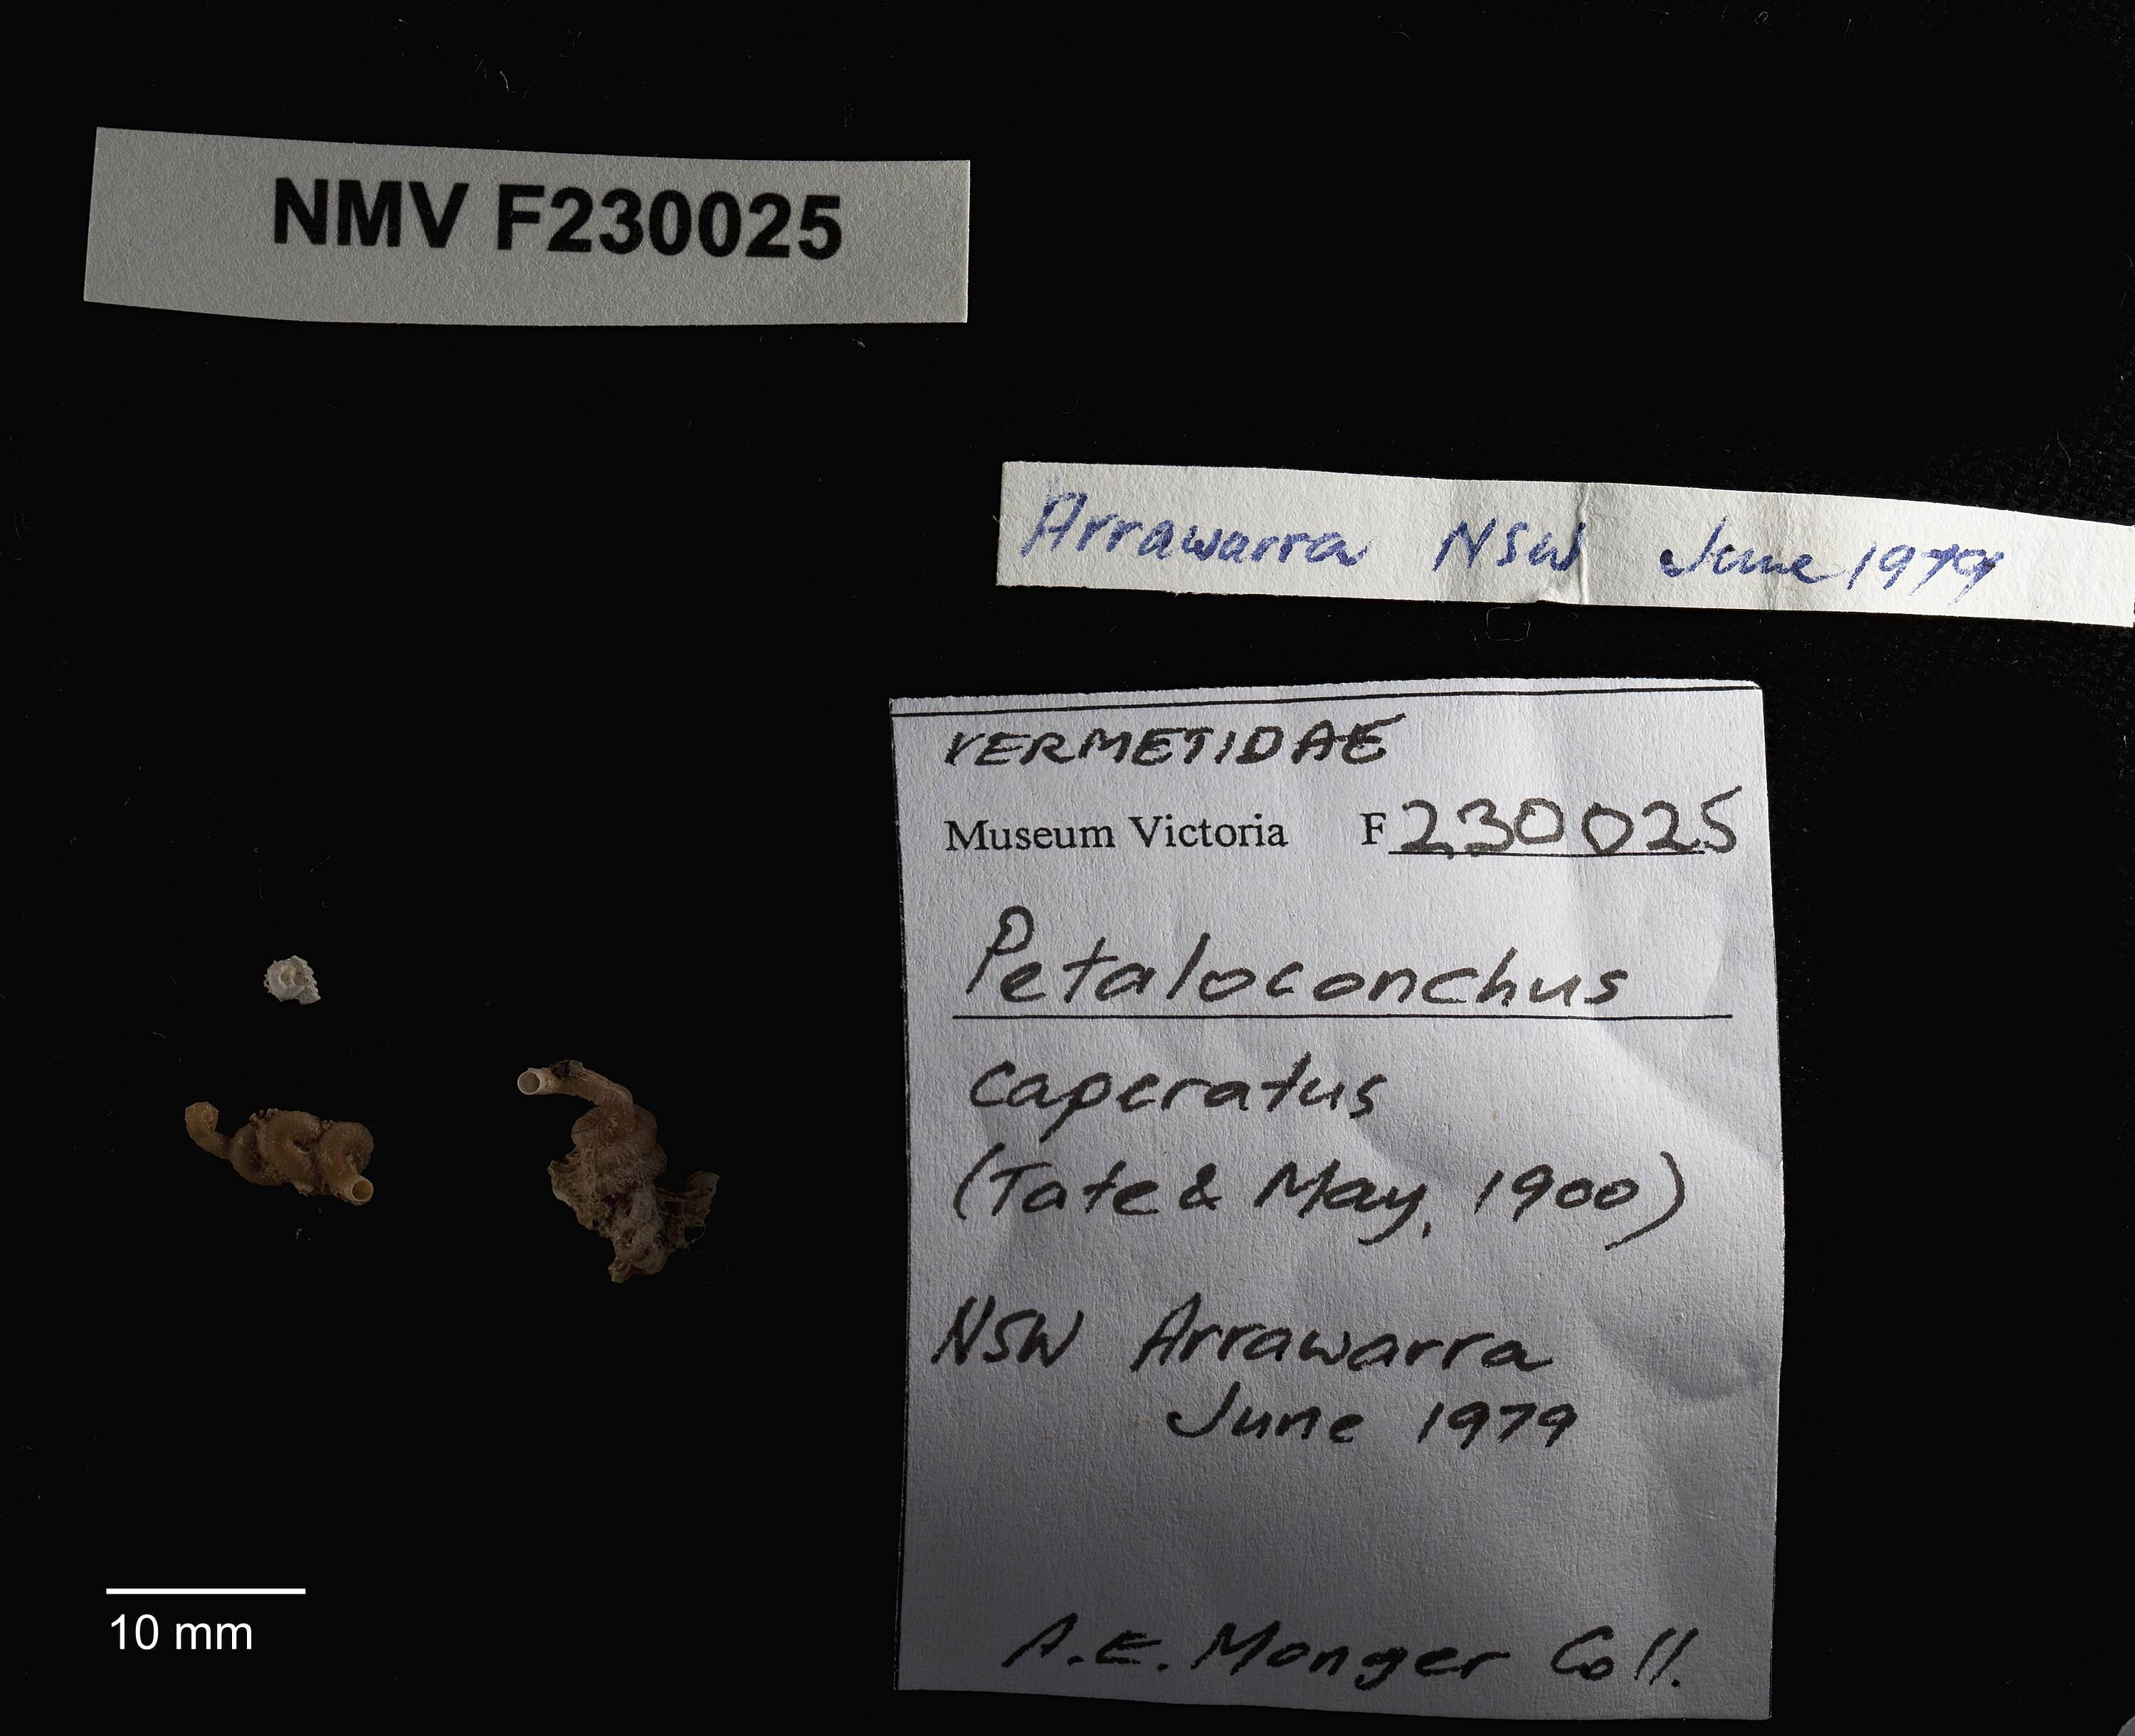 NMV F230025
Arrawarra NSW June 1979
VERMETIDAE
Museum Victoria F230025
Petaloconchus
caperatus
(Tate & May, 1900)
NSW Arrawarra
June 1979
A.E. Monger Coll.
10 mm